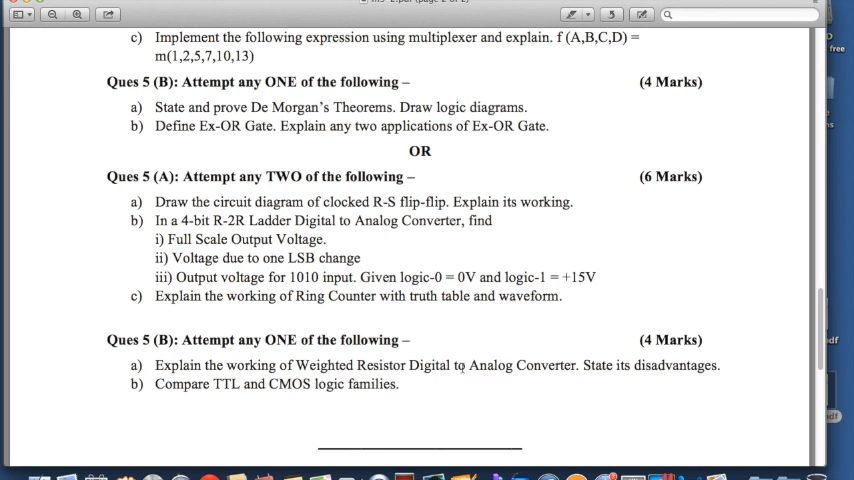 c) Implement the following expression using multiplexer and explain. f (A,B,C,D) =
m(1,2,5,7,10,13)
Ques 5 (B): Attempt any ONE of the following – (4 Marks)
a) State and prove De Morgan's Theorems. Draw logic diagrams.
b) Define Ex-OR Gate. Explain any two applications of Ex-OR Gate.
OR
Ques 5 (A): Attempt any TWO of the following – (6 Marks)
a) Draw the circuit diagram of clocked R-S flip-flip. Explain its working.
b) In a 4-bit R-2R Ladder Digital to Analog Converter, find
i) Full Scale Output Voltage.
ii) Voltage due to one LSB change
iii) Output voltage for 1010 input. Given logic-0 = 0V and logic-1 = +15V
c) Explain the working of Ring Counter with truth table and waveform.
Ques 5 (B): Attempt any ONE of the following – (4 Marks)
a) Explain the working of Weighted Resistor Digital to Analog Converter. State its disadvantages.
b) Compare TTL and CMOS logic families.